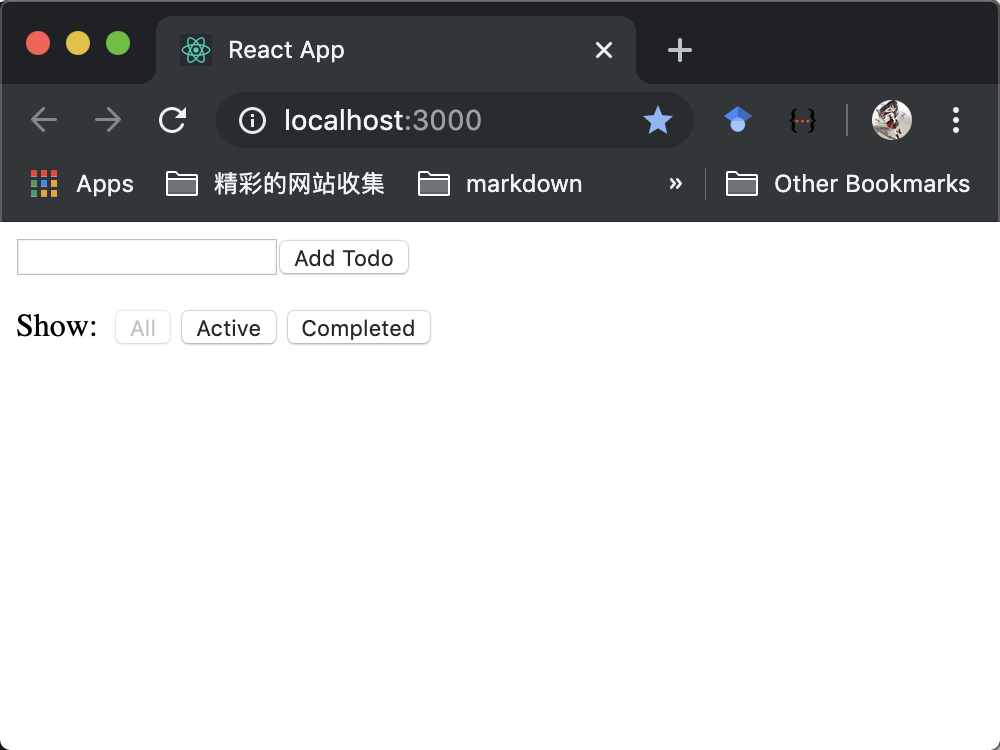 React App
localhost:3000
Apps 精彩的网站收集 markdown » Other Bookmarks
Add Todo
Show: All Active Completed